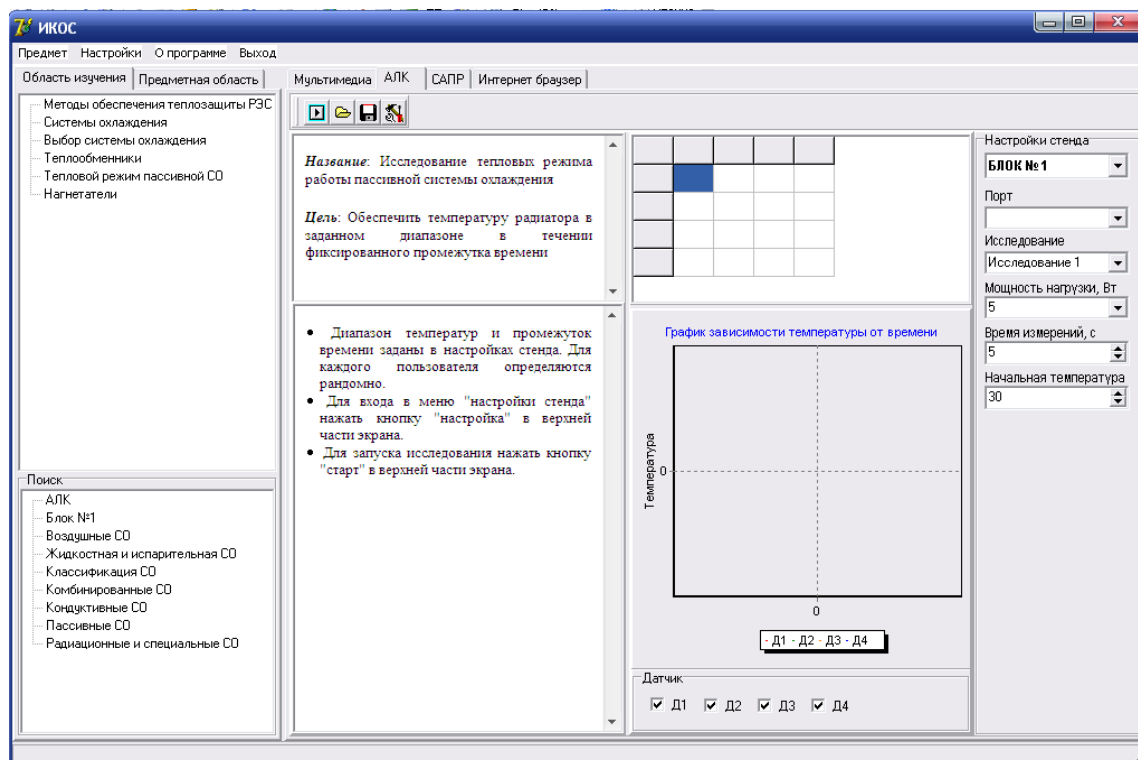 ИКОС
Предмет Настройки О программе Выход
Область изучения Предметная область
Мультимедиа АЛК САПР Интернет браузер
Методы обеспечения теплозащиты РЭС
Системы охлаждения
Выбор системы охлаждения
Теплообменники
Тепловой режим пассивной СО
Нагнетатели
Поиск
АЛК
Блок №1
Воздушные СО
Жидкостная и испарительная СО
Классификация СО
Комбинированные СО
Кондуктивные СО
Пассивные СО
Радиационные и специальные СО
Название: Исследование тепловых режима
работы пассивной системы охлаждения
Цель: Обеспечить температуру радиатора в
заданном диапазоне в течении
фиксированного промежутка времени
• Диапазон температур и промежуток
времени заданы в настройках стенда. Для
каждого пользователя определяются
рандомно.
• Для входа в меню "настройки стенда"
нажать кнопку "настройка" в верхней
части экрана.
• Для запуска исследования нажать кнопку
"старт" в верхней части экрана.
График зависимости температуры от времени
Температура
0
0
Д1 - Д2 - Д3 - Д4
Датчик
Д1 Д2 Д3 Д4
Настройки стенда
БЛОК № 1
Порт
Исследование
Исследование 1
Мощность нагрузки, Вт
5
Время измерений, с
5
Начальная температура
30